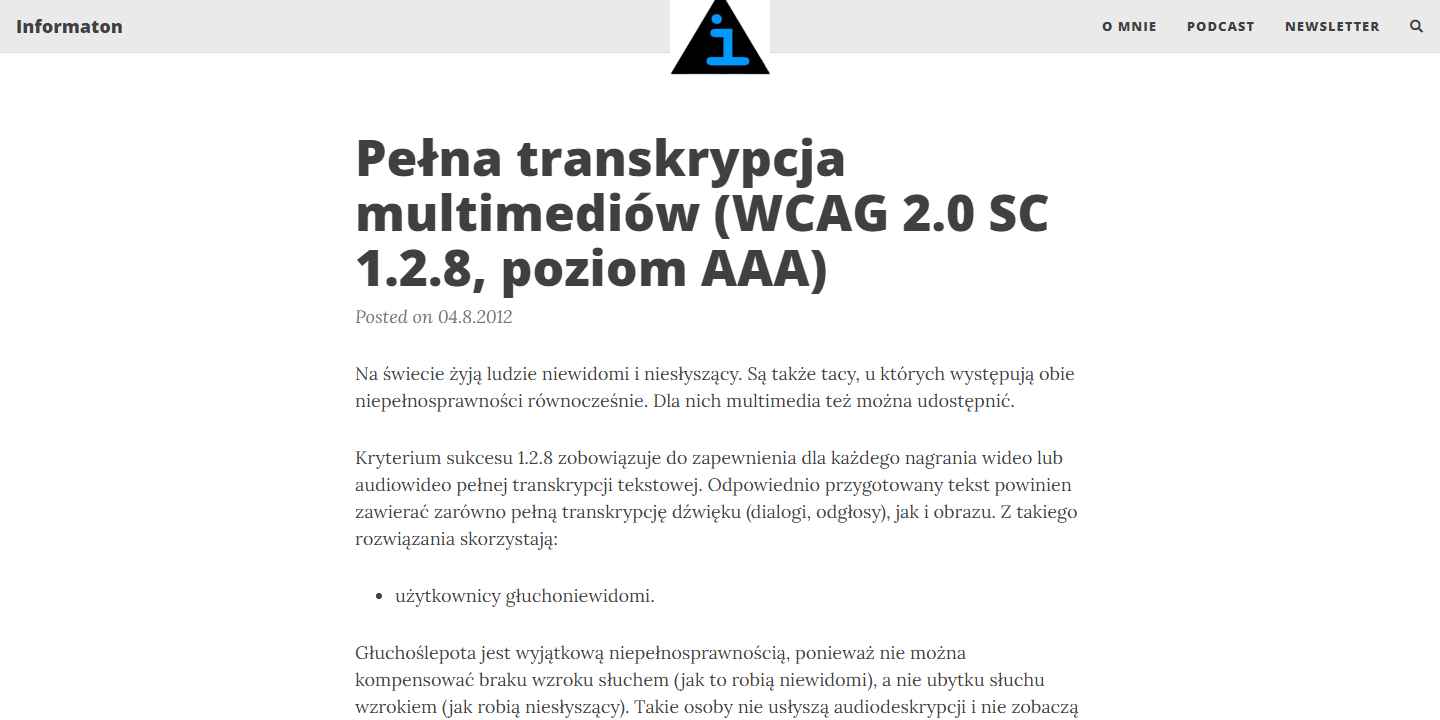 Informaton
i
O MNIE
PODCAST
NEWSLETTER
Pełna transkrypcja
multimediów (WCAG 2.0 SC
1.2.8, poziom AAA)
Posted on 04.8.2012
Na świecie żyją ludzie niewidomi i niesłyszący. Są także tacy, u których występują obie
niepełnosprawności równocześnie. Dla nich multimedia też można udostępnić.
Kryterium sukcesu 1.2.8 zobowiązuje do zapewnienia dla każdego nagrania wideo lub
audiowideo pełnej transkrypcji tekstowej. Odpowiednio przygotowany tekst powinien
zawierać zarówno pełną transkrypcję dźwięku (dialogi, odgłosy), jak i obrazu. Z takiego
rozwiązania skorzystają:
użytkownicy głuchoniewidomi.
Głuchoślepota jest wyjątkową niepełnosprawnością, ponieważ nie można
kompensować braku wzroku słuchem (jak to robią niewidomi), a nie ubytku słuchu
wzrokiem (jak robią niesłyszący). Takie osoby nie usłyszą audiodeskrypcji i nie zobaczą